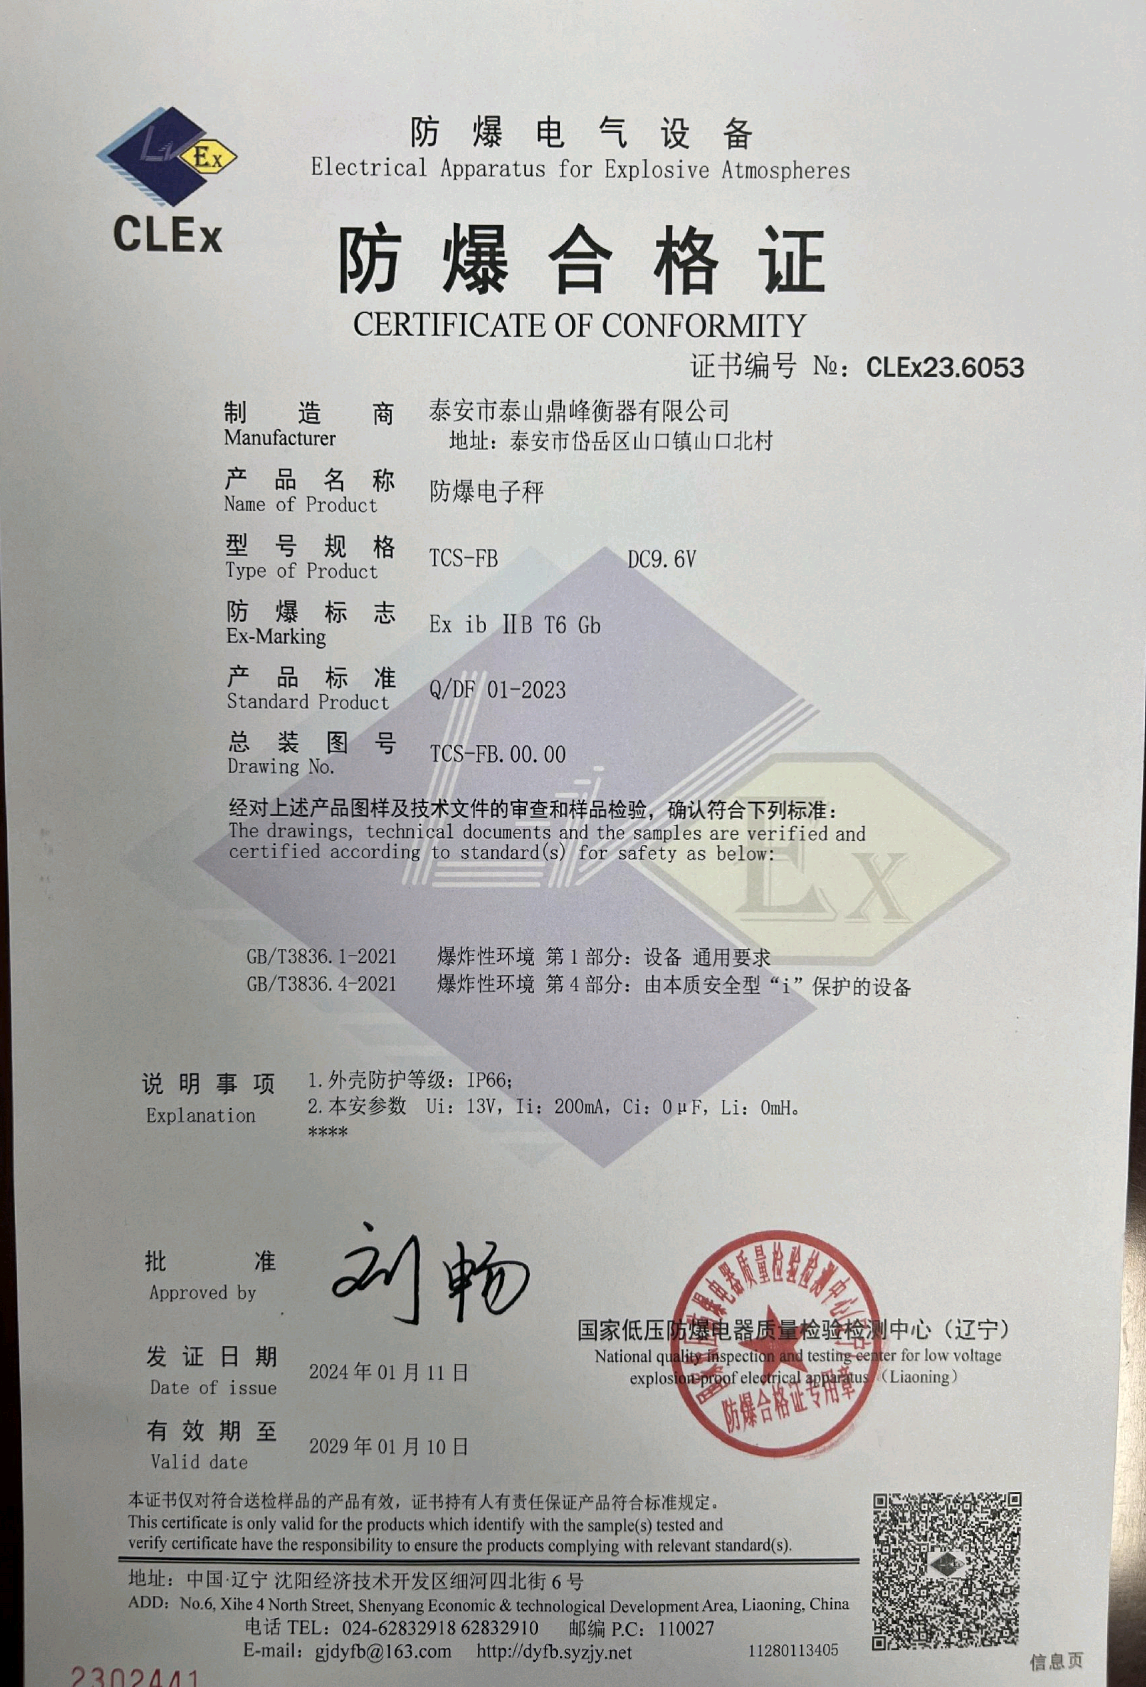 Ex
CLEx
防爆电气设备
Electrical Apparatus for Explosive Atmospheres
防爆合格证
CERTIFICATE OF CONFORMITY
证书编号 №：CLEx23.6053
制造商 泰安市泰山鼎峰衡器有限公司
Manufacturer 地址：泰安市岱岳区山口镇山口北村
产品名称 防爆电子秤
Name of Product
型号规格 TCS-FB DC9.6V
Type of Product
防爆标志 Ex ib ⅡB T6 Gb
Ex-Marking
产品标准 Q/DF 01-2023
Standard Product
总装图号 TCS-FB.00.00
Drawing No.
经对上述产品图样及技术文件的审查和样品检验，确认符合下列标准：
The drawings, technical documents and the samples are verified and
certified according to standard(s) for safety as below:
Ex
GB/T3836.1-2021 爆炸性环境 第1部分：设备 通用要求
GB/T3836.4-2021 爆炸性环境 第4部分：由本质安全型“i”保护的设备
说明事项 1.外壳防护等级：IP66；
Explanation 2.本安参数 Ui：13V，Ii：200mA，Ci：0μF，Li：0mH。
****
批准 刘畅
Approved by
国家低压防爆电器质量检验检测中心（辽宁）
National quality inspection and testing center for low voltage
explosion-proof electrical apparatus （Liaoning）
防爆合格证专用章
发证日期 2024年01月11日
Date of issue
有效期至 2029年01月10日
Valid date
本证书仅对符合送检样品的产品有效，证书持有人有责任保证产品符合标准规定。
This certificate is only valid for the products which identify with the sample(s) tested and
verify certificate have the responsibility to ensure the products complying with relevant standard(s).
地址：中国·辽宁 沈阳经济技术开发区细河四北街6号
ADD: No.6, Xihe 4 North Street, Shenyang Economic & technological Development Area, Liaoning, China
电话 TEL：024-62832918 62832910 邮编 P.C：110027
E-mail：gjdyfb@163.com http://dyfb.syzjy.net 11280113405
信息页
2302441